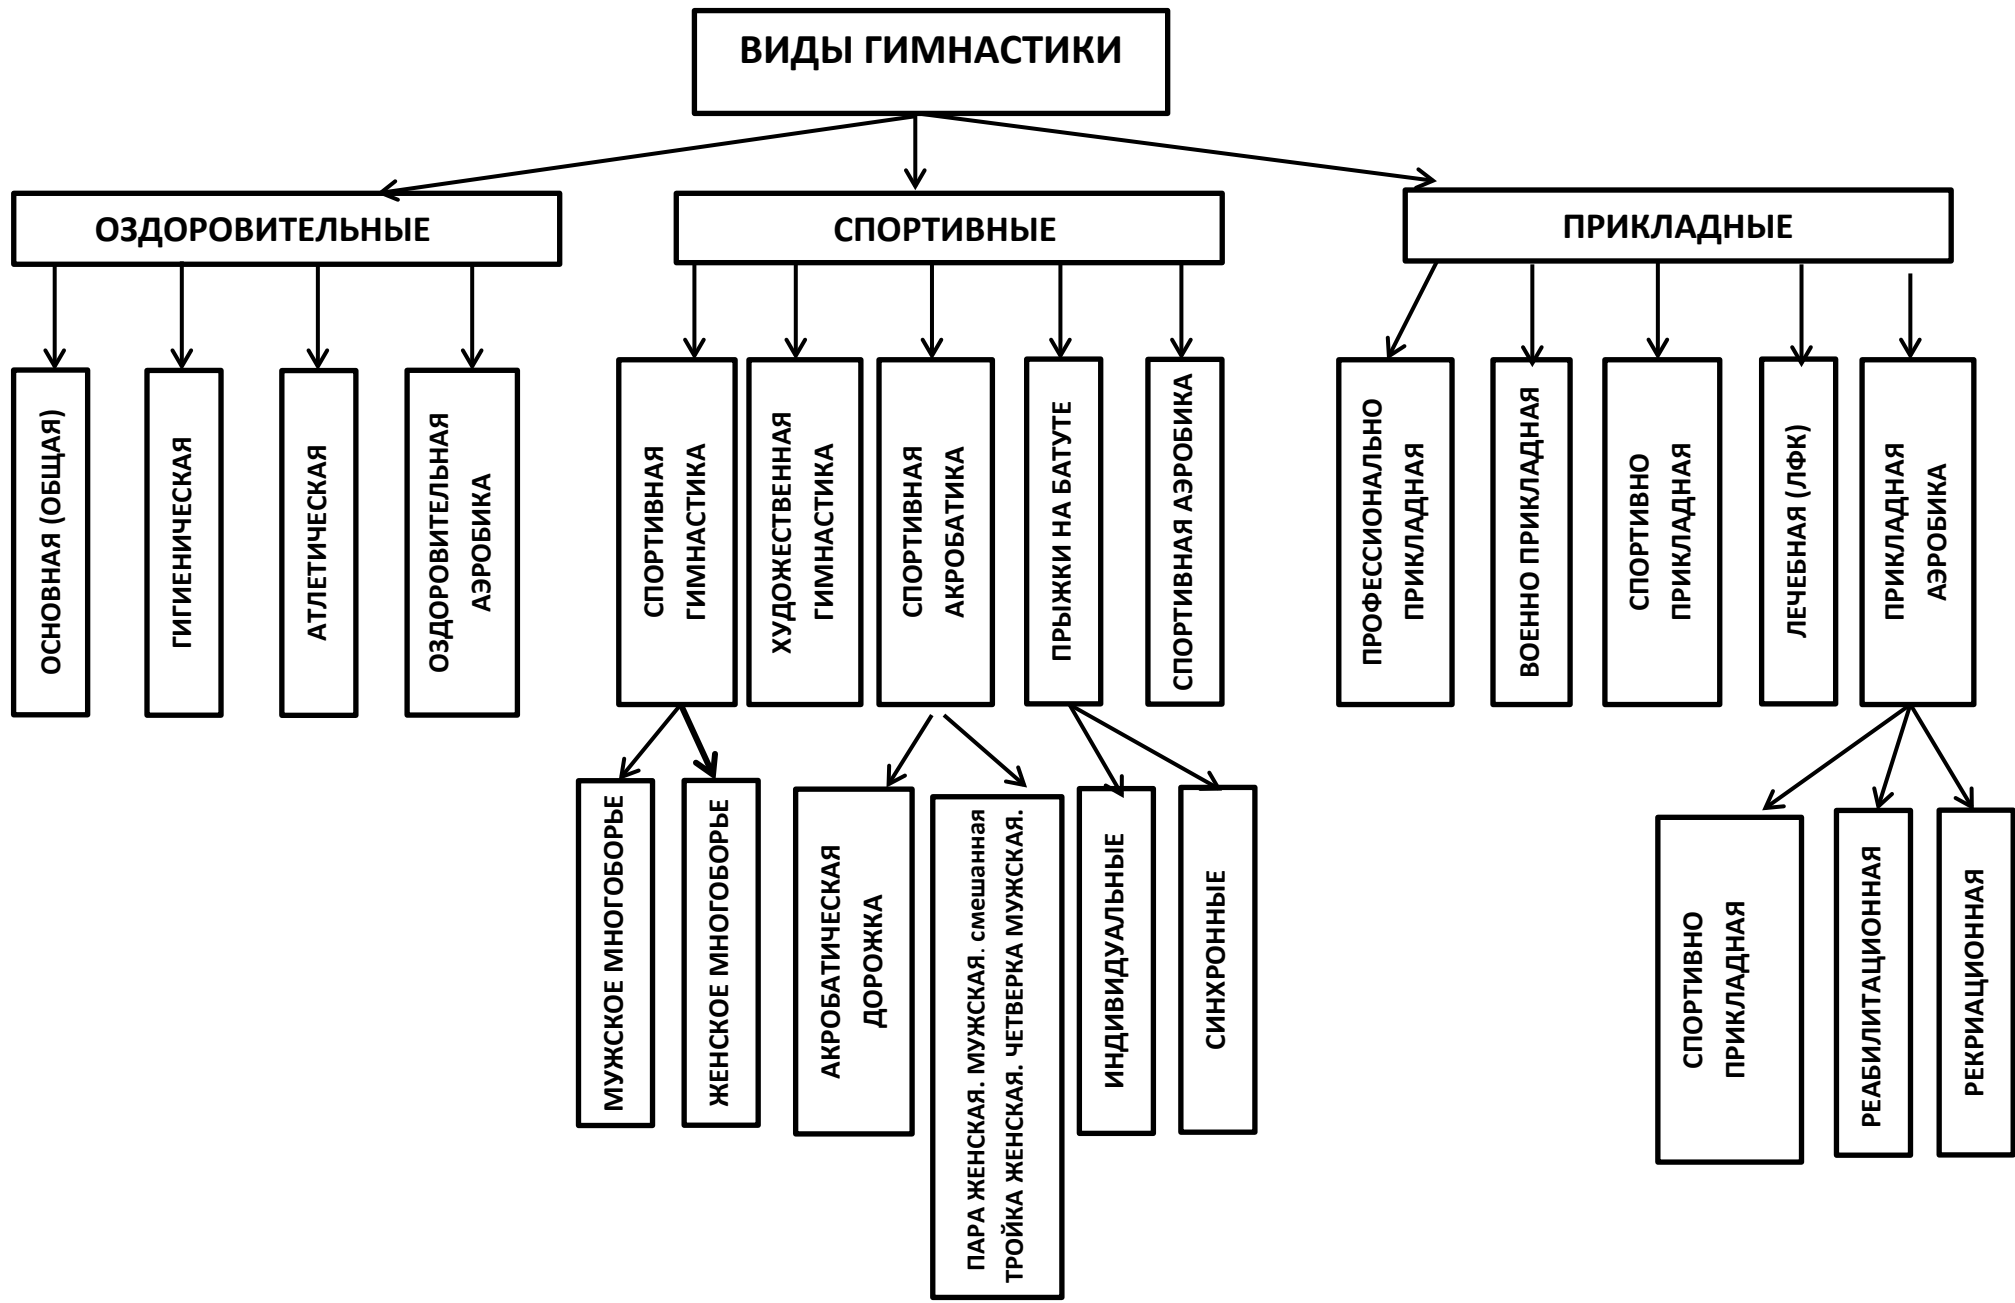 ВИДЫ ГИМНАСТИКИ
ОЗДОРОВИТЕЛЬНЫЕ
СПОРТИВНЫЕ
ПРИКЛАДНЫЕ
ОСНОВНАЯ (ОБЩАЯ)
ГИГИЕНИЧЕСКАЯ
АТЛЕТИЧЕСКАЯ
ОЗДОРОВИТЕЛЬНАЯ
АЭРОБИКА
СПОРТИВНАЯ
ГИМНАСТИКА
ХУДОЖЕСТВЕННАЯ
ГИМНАСТИКА
СПОРТИВНАЯ
АКРОБАТИКА
ПРЫЖКИ НА БАТУТЕ
СПОРТИВНАЯ АЭРОБИКА
ПРОФЕССИОНАЛЬНО
ПРИКЛАДНАЯ
ВОЕННО ПРИКЛАДНАЯ
СПОРТИВНО
ПРИКЛАДНАЯ
ЛЕЧЕБНАЯ (ЛФК)
ПРИКЛАДНАЯ
АЭРОБИКА
МУЖСКОЕ МНОГОБОРЬЕ
ЖЕНСКОЕ МНОГОБОРЬЕ
АКРОБАТИЧЕСКАЯ
ДОРОЖКА
ПАРА ЖЕНСКАЯ. МУЖСКАЯ. смешанная
ТРОЙКА ЖЕНСКАЯ. ЧЕТВЕРКА МУЖСКАЯ.
ИНДИВИДУАЛЬНЫЕ
СИНХРОННЫЕ
СПОРТИВНО
ПРИКЛАДНАЯ
РЕАБИЛИТАЦИОННАЯ
РЕКРИАЦИОННАЯ